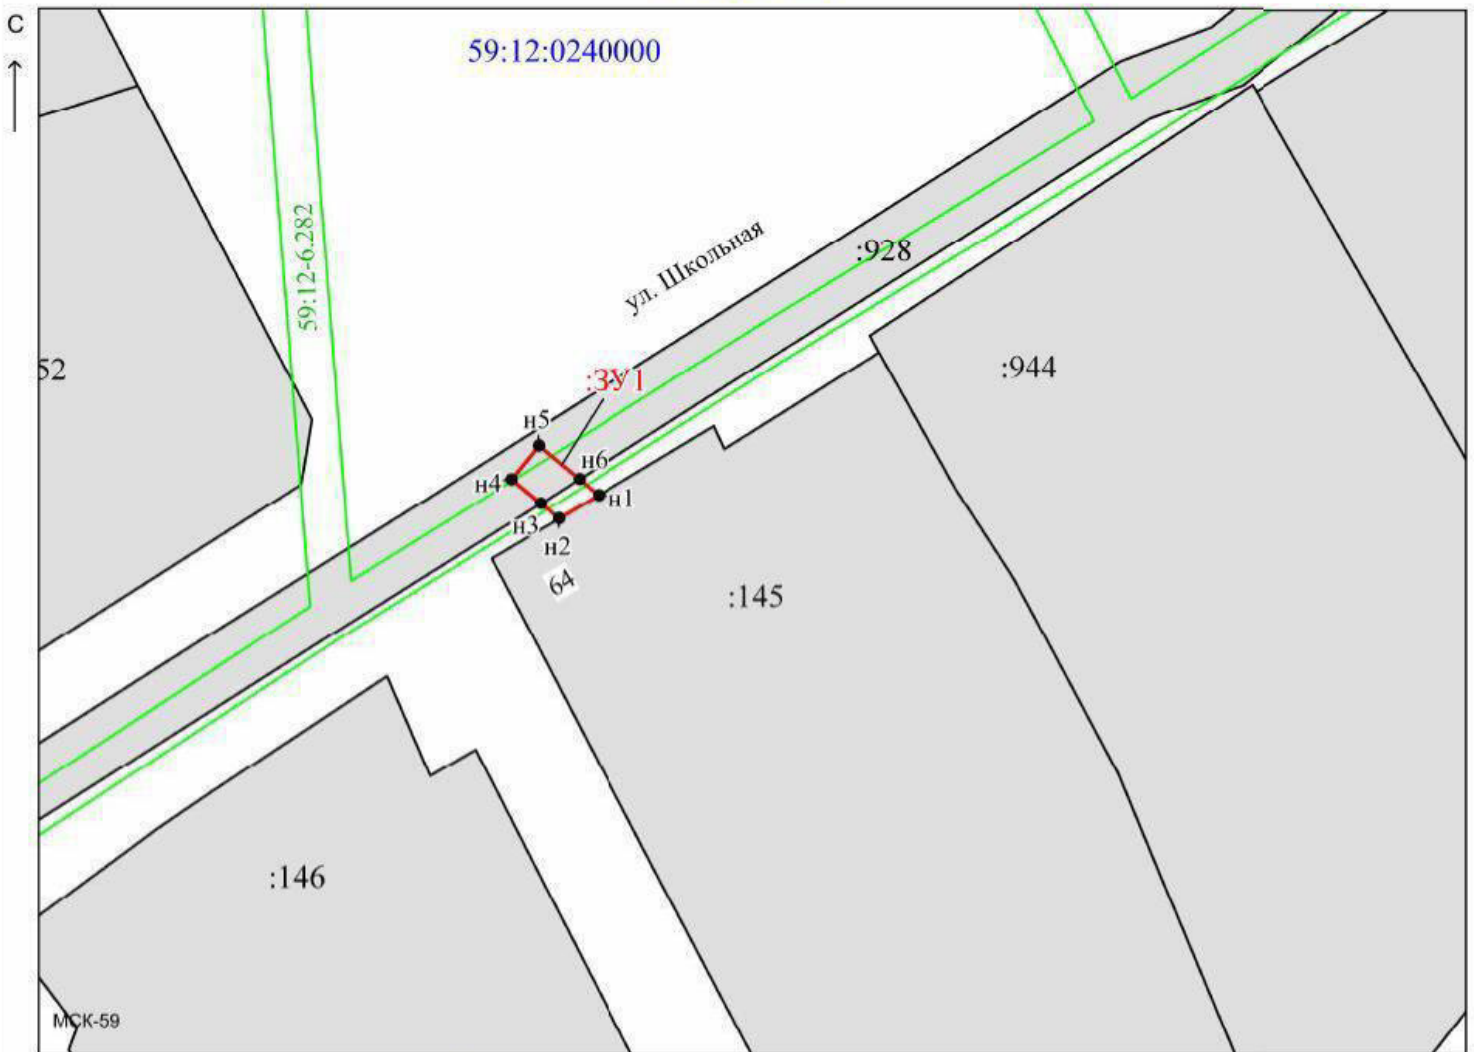 С
59:12:0240000
59:12-6.282
ул. Школьная
:928
52
:ЗУ1
:944
н5
н6
н4
н1
н3
н2
64
:145
:146
МСК-59